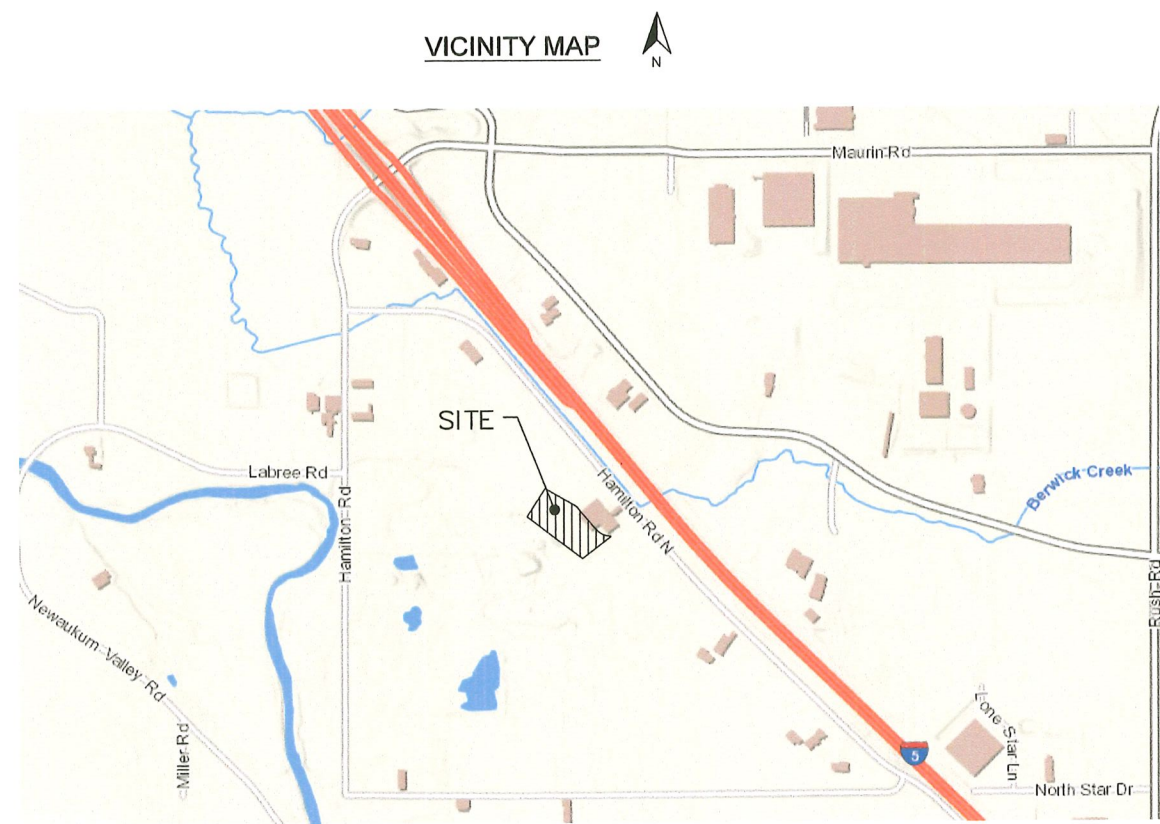 VICINITY MAP
N
Maurin Rd
SITE
Labree Rd
Hamilton Rd
Hamilton Rd N
Berwick Creek
Rush Rd
Newaukum Valley Rd
Miller Rd
Lone Star Ln
5
North Star Dr